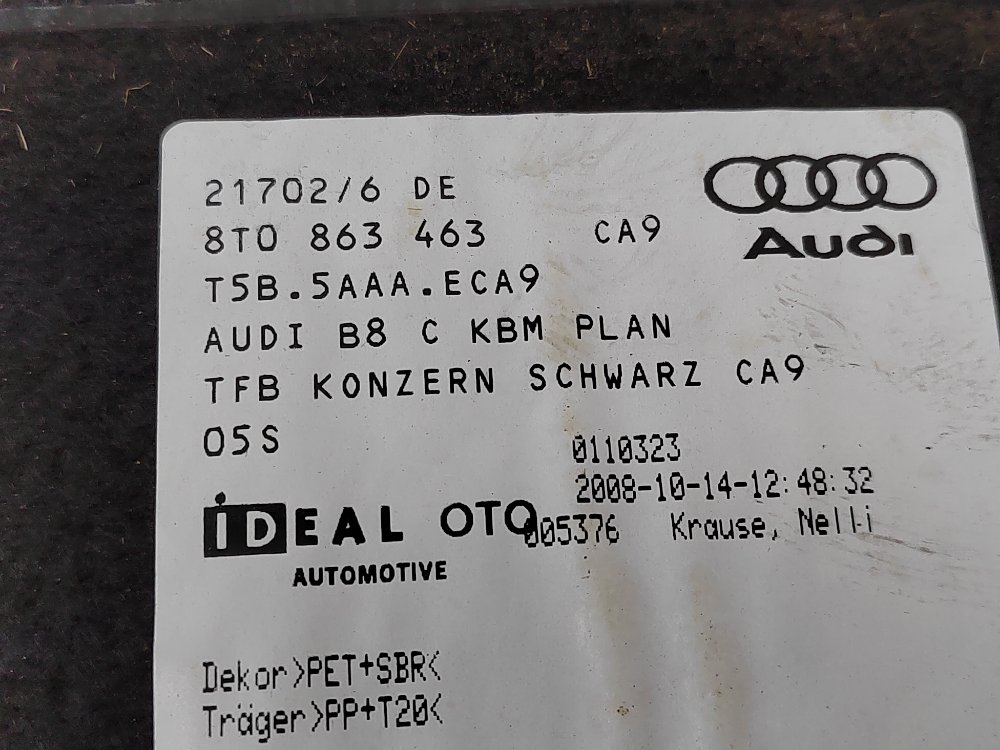 21702/6 DE
8T0 863 463 CA9
Audi
T5B.5AAA.ECA9
AUDI B8 C KBM PLAN
TFB KONZERN SCHWARZ CA9
05S
0110323
2008-10-14-12:48:32
005376 Krause, Nelli
iDEAL OTO
AUTOMOTIVE
Dekor>PET+SBR<
Träger>PP+T20<